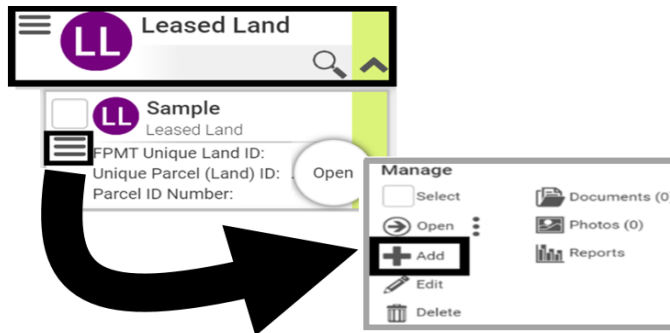 LL Leased Land
LL Sample
Leased Land
FPMT Unique Land ID:
Unique Parcel (Land) ID:
Parcel ID Number:
Open
Manage
Select
Documents (0)
Open
Photos (0)
Add
Reports
Edit
Delete